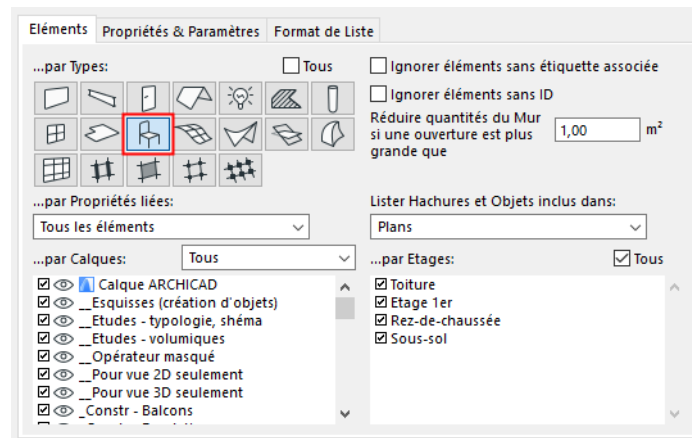 Eléments
Propriétés & Paramètres
Format de Liste
...par Types:
Tous
Ignorer éléments sans étiquette associée
Ignorer éléments sans ID
Réduire quantités du Mur
si une ouverture est plus
grande que
1,00
m²
...par Propriétés liées:
Tous les éléments
Lister Hachures et Objets inclus dans:
Plans
...par Calques:
Tous
...par Etages:
Tous
Calque ARCHICAD
__Esquisses (création d'objets)
__Etudes - typologie, shéma
__Etudes - volumiques
__Opérateur masqué
__Pour vue 2D seulement
__Pour vue 3D seulement
_Constr - Balcons
Toiture
Etage 1er
Rez-de-chaussée
Sous-sol